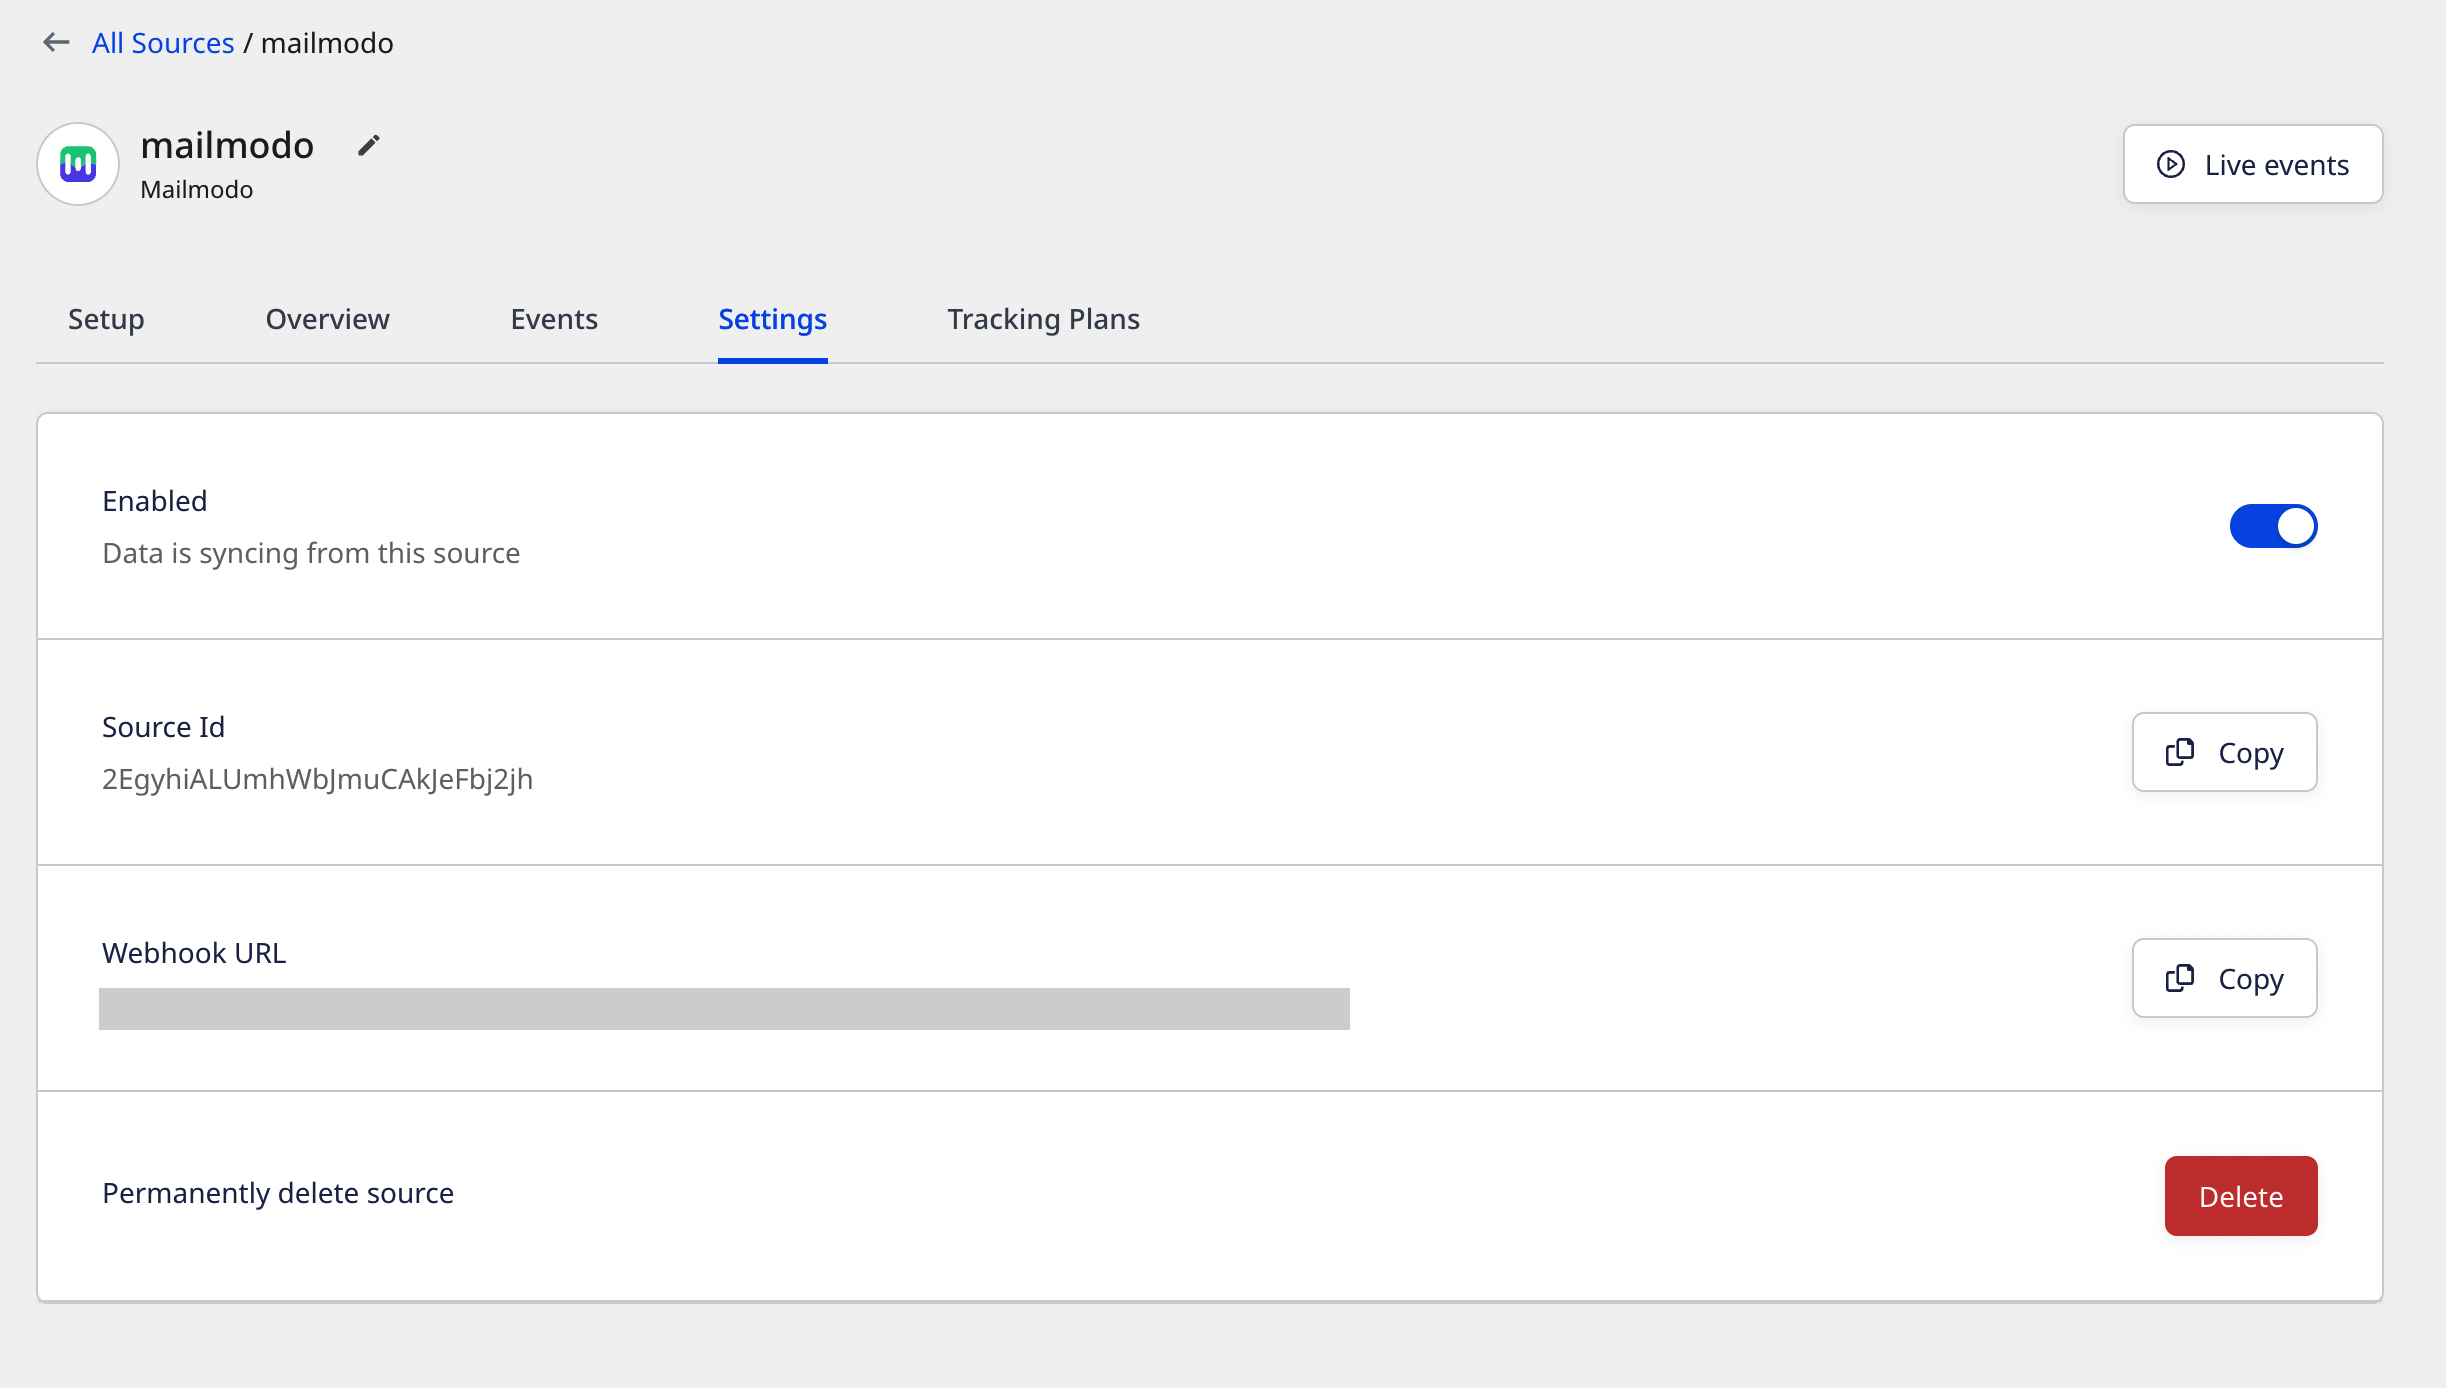 All Sources / mailmodo
mailmodo
Mailmodo
Live events
Setup Overview Events Settings Tracking Plans
Enabled
Data is syncing from this source
Source Id
2EgyhiALUmhWbJmuCAkJeFbj2jh
Copy
Webhook URL
Copy
Permanently delete source
Delete